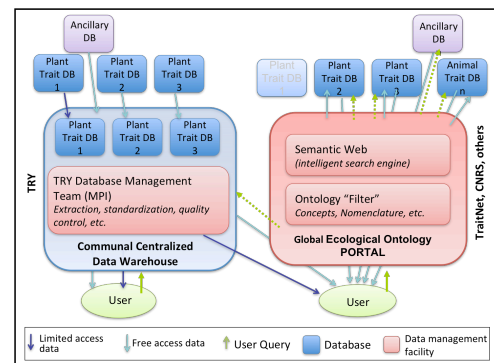 Ancillary
DB
Plant
Trait DB
1
Plant
Trait DB
2
Plant
Trait DB
3
Plant
Trait DB
1
Plant
Trait DB
2
Plant
Trait DB
3
TRY
TRY Database Management
Team (MPI)
Extraction, standardization, quality
control, etc.
Communal Centralized
Data Warehouse
User
Ancillary
DB
Plant
Trait DB
Plant
Trait DB
2
Plant
Trait DB
3
Animal
Trait DB
n
Semantic Web
(intelligent search engine)
Ontology "Filter"
Concepts, Nomenclature, etc.
Global Ecological Ontology
PORTAL
TraitNet, CNRS, others
User
Limited access
data
Free access data
User Query
Database
Data management
facility